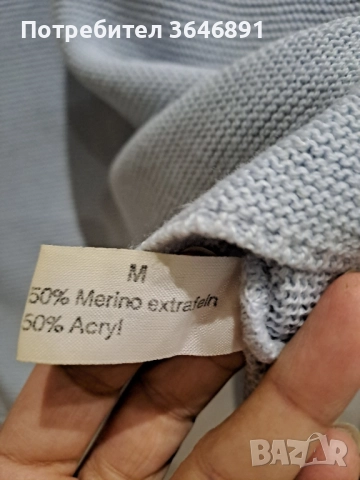 Потребител 3646891
M
50% Merino extrafein
50% Acryl
BAZAR